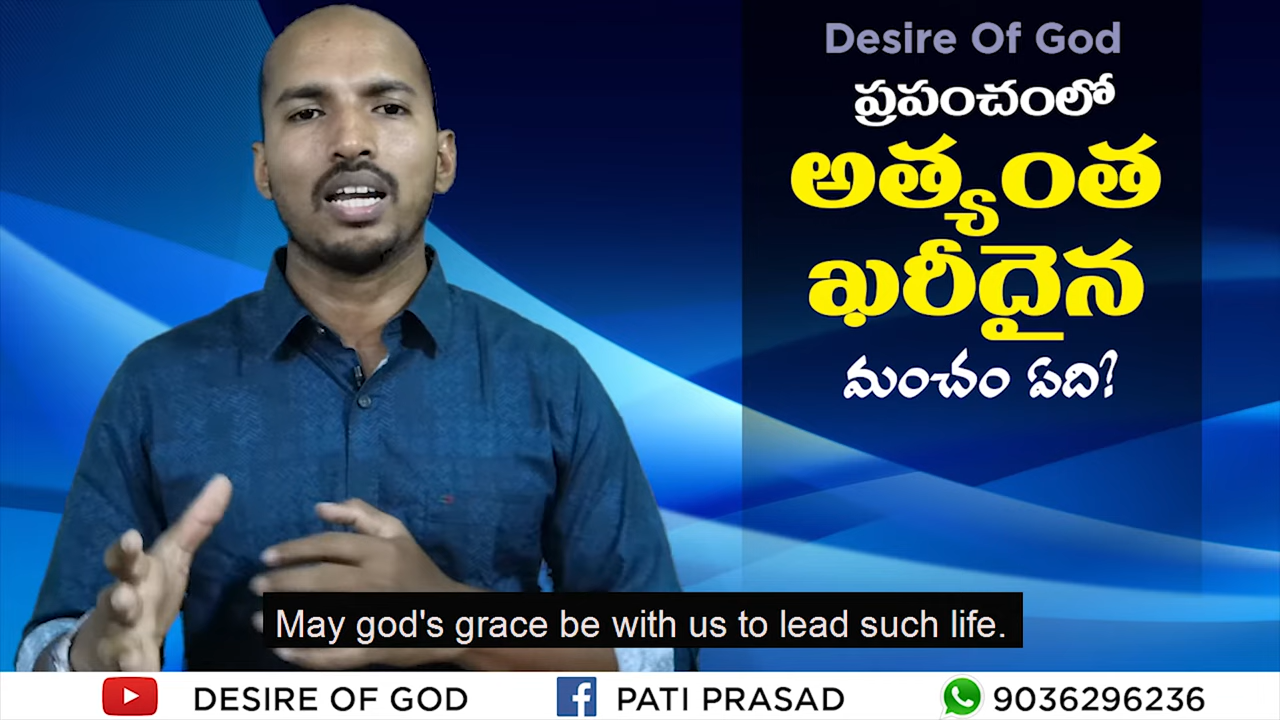 Desire Of God
ప్రపంచంలో
అత్యంత
ఖరీదైన
మంచం ఏది?
May god's grace be with us to lead such life.
DESIRE OF GOD PATI PRASAD 9036296236